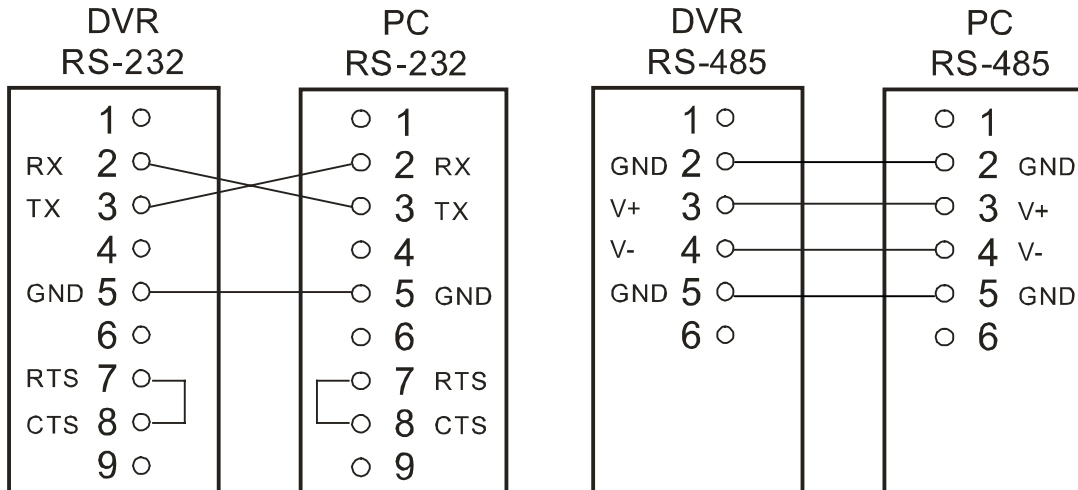 DVR
RS-232
1
RX 2
TX 3
4
GND 5
6
RTS 7
CTS 8
9
PC
RS-232
1
2 RX
3 TX
4
5 GND
6
7 RTS
8 CTS
9
DVR
RS-485
1
GND 2
V+ 3
V- 4
GND 5
6
PC
RS-485
1
2 GND
3 V+
4 V-
5 GND
6